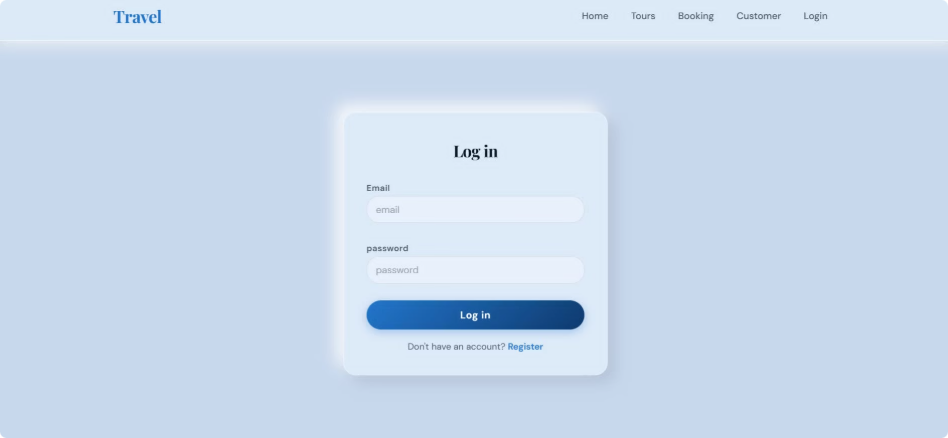 Travel
Home Tours Booking Customer Login
Log in
Email
email
password
password
Log in
Don't have an account? Register